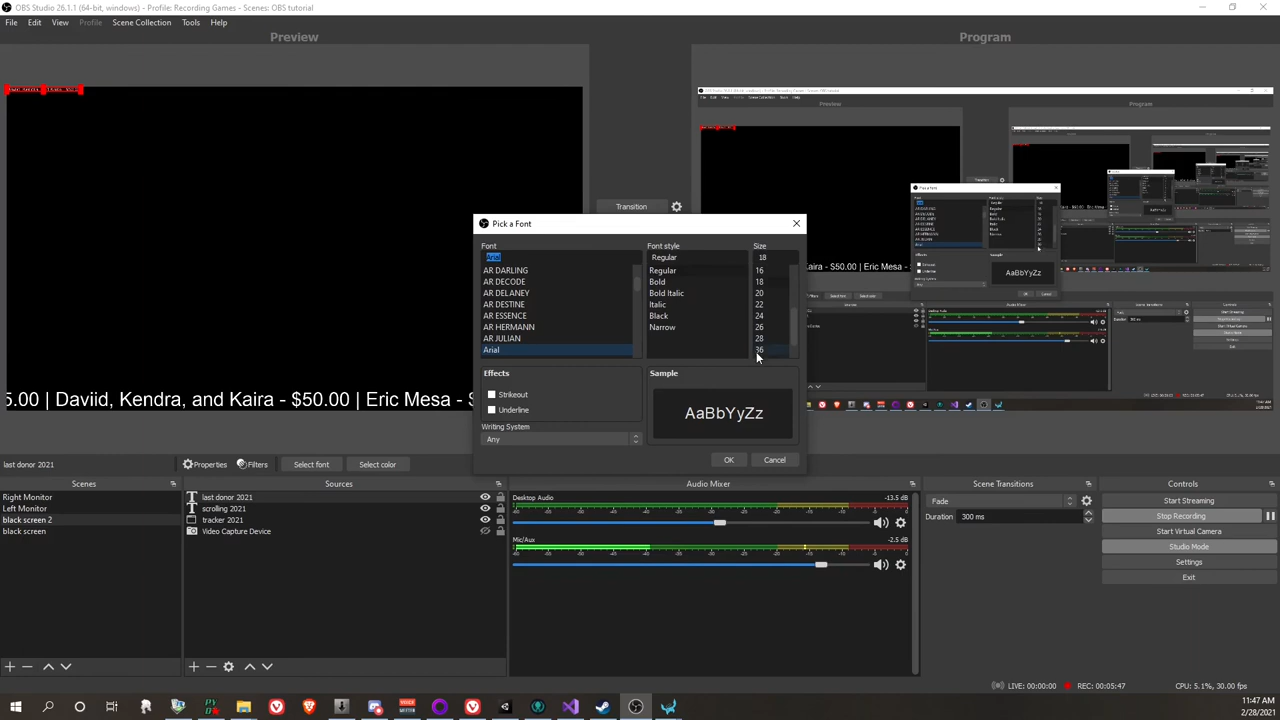 OBS Studio 26.1.1 (64-bit, windows) - Profile: Recording Games - Scenes: OBS tutorial
File Edit View Profile Scene Collection Tools Help
Preview
Program
Transition
Pick a Font
Font
Font style
Size
Arial
Regular
18
AR DARLING
AR DECODE
AR DELANEY
AR DESTINE
AR ESSENCE
AR HERMANN
AR JULIAN
Arial
Regular
Bold
Bold Italic
Italic
Black
Narrow
16
18
20
22
24
26
28
36
Effects
Strikeout
Underline
Writing System
Any
Sample
AaBbYyZz
OK
Cancel
5.00 | Daviid, Kendra, and Kaira - $50.00 | Eric Mesa -
Kaira - $50.00 | Eric Mesa
AaBbYyZz
last donor 2021
Properties
Filters
Select font
Select color
Scenes
Right Monitor
Left Monitor
black screen 2
black screen
Sources
last donor 2021
scrolling 2021
tracker 2021
Video Capture Device
Audio Mixer
Desktop Audio
-13.5 dB
Mic/Aux
-2.5 dB
Scene Transitions
Fade
Duration 300 ms
Controls
Start Streaming
Stop Recording
Start Virtual Camera
Studio Mode
Settings
Exit
LIVE: 00:00:00
REC: 00:05:47
CPU: 5.1%, 30.00 fps
11:47 AM
2/28/2021